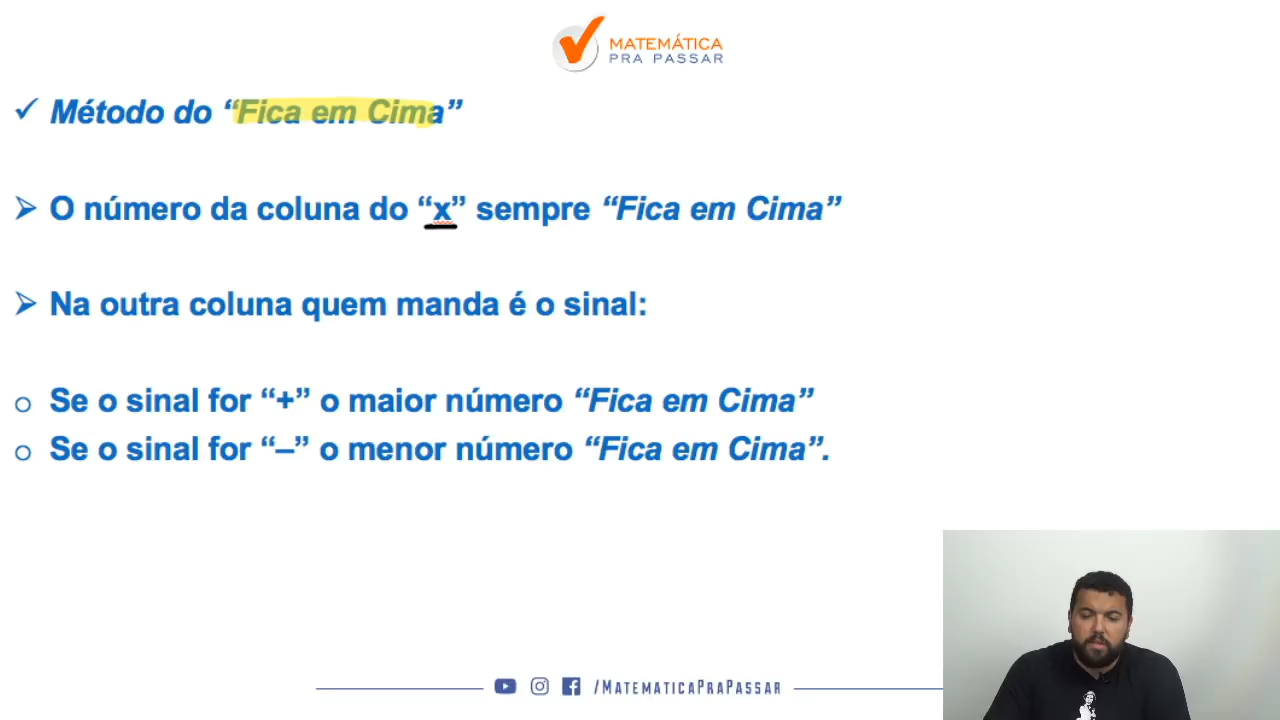 MATEMÁTICA
PRA PASSAR
Método do “Fica em Cima”
O número da coluna do “x” sempre “Fica em Cima”
Na outra coluna quem manda é o sinal:
Se o sinal for “+” o maior número “Fica em Cima”
Se o sinal for “–” o menor número “Fica em Cima”.
/MATEMATICAPRAPASSAR